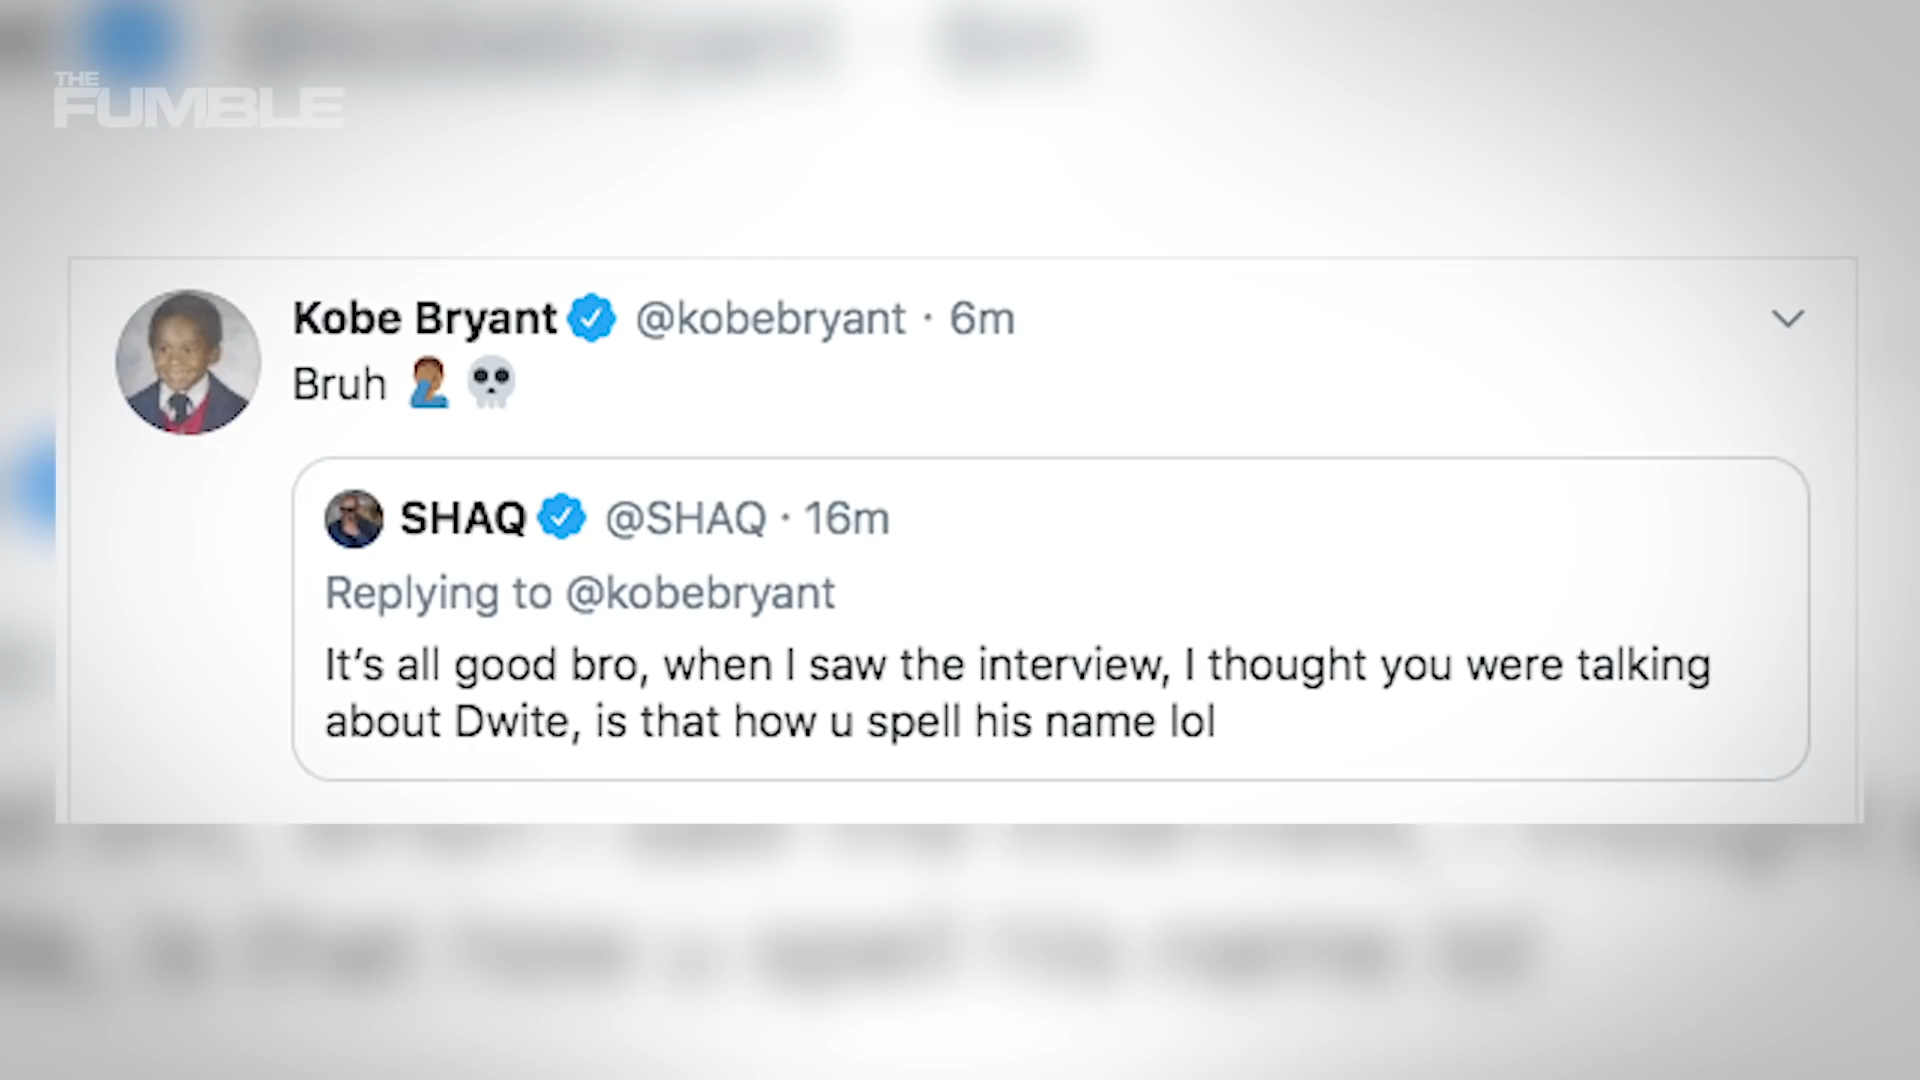 THE
FUMBLE
Kobe Bryant @kobebryant · 6m
Bruh 🤦🏾‍♂️ 💀
SHAQ @SHAQ · 16m
Replying to @kobebryant
It’s all good bro, when I saw the interview, I thought you were talking
about Dwite, is that how u spell his name lol